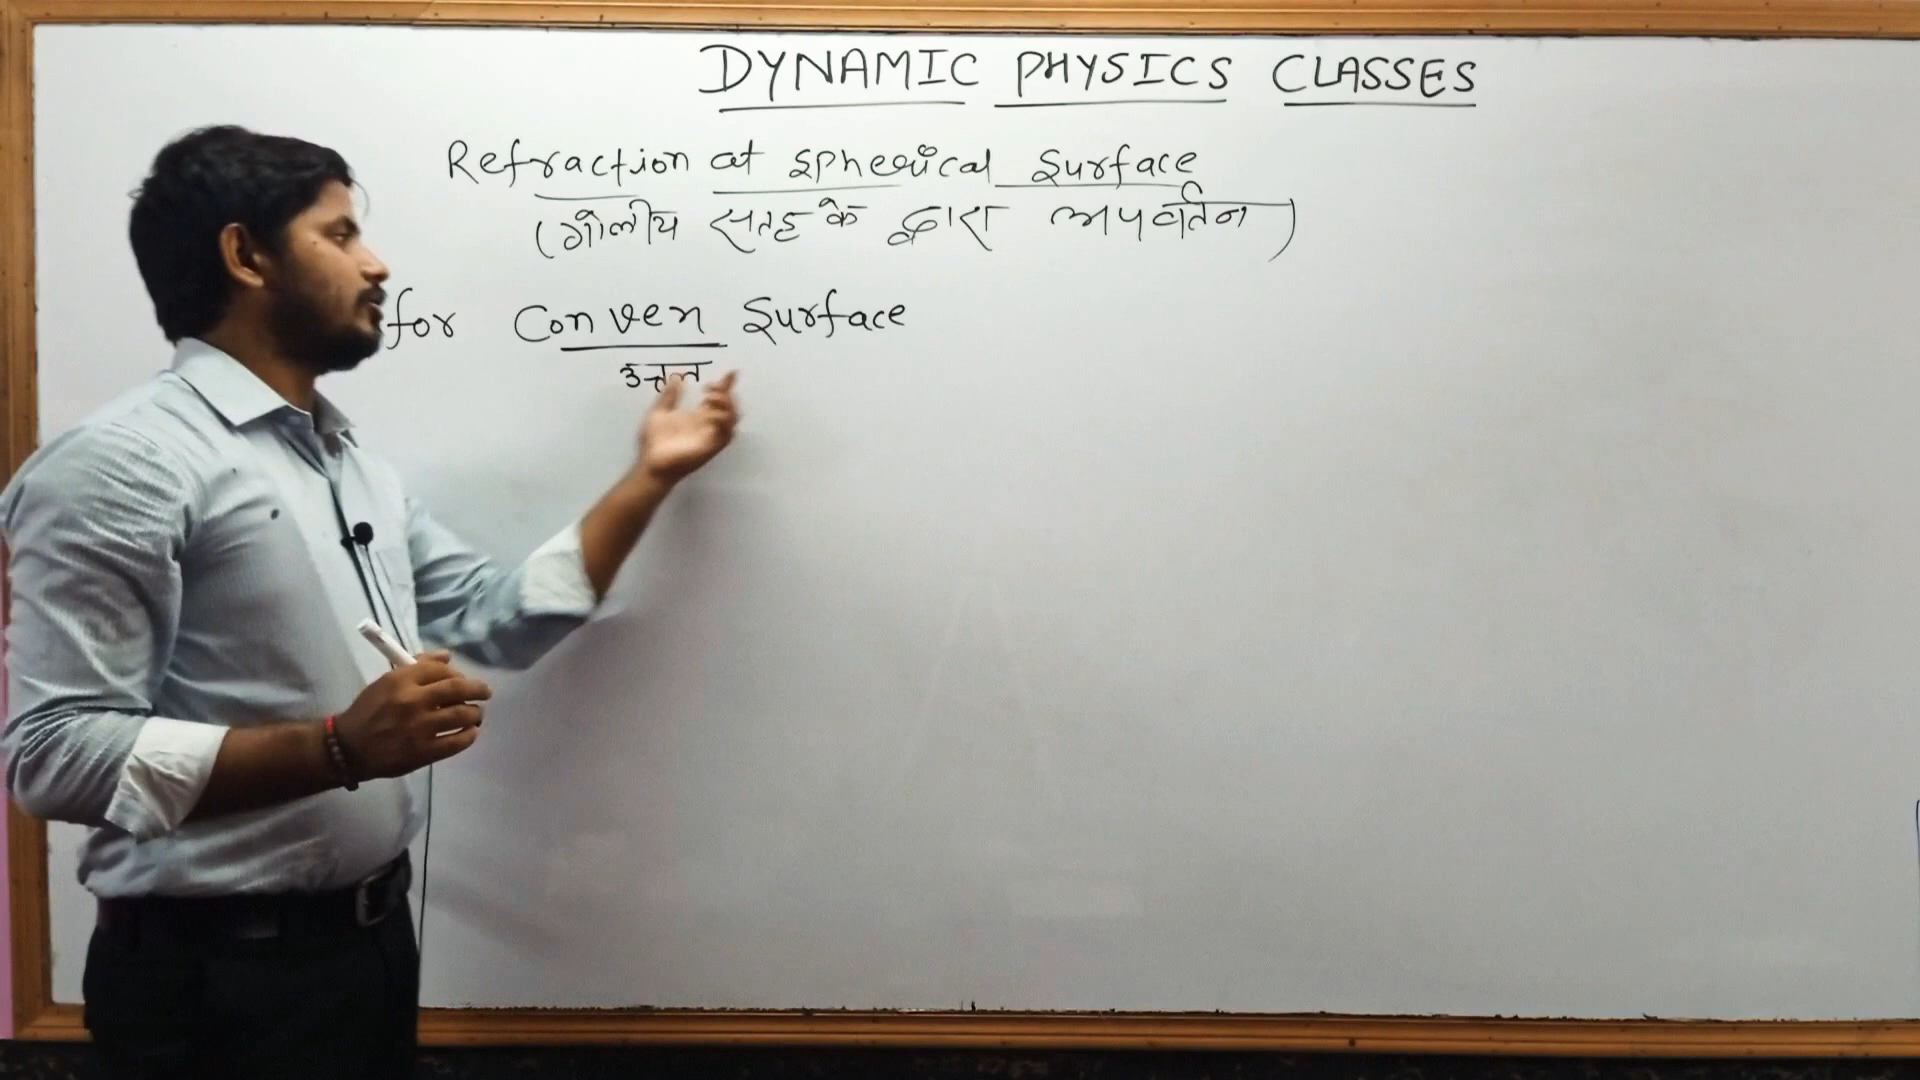 DYNAMIC PHYSICS CLASSES
Refraction at spherical surface
(गोलीय सतह के द्वारा अपवर्तन)
for Convex Surface
उत्तल